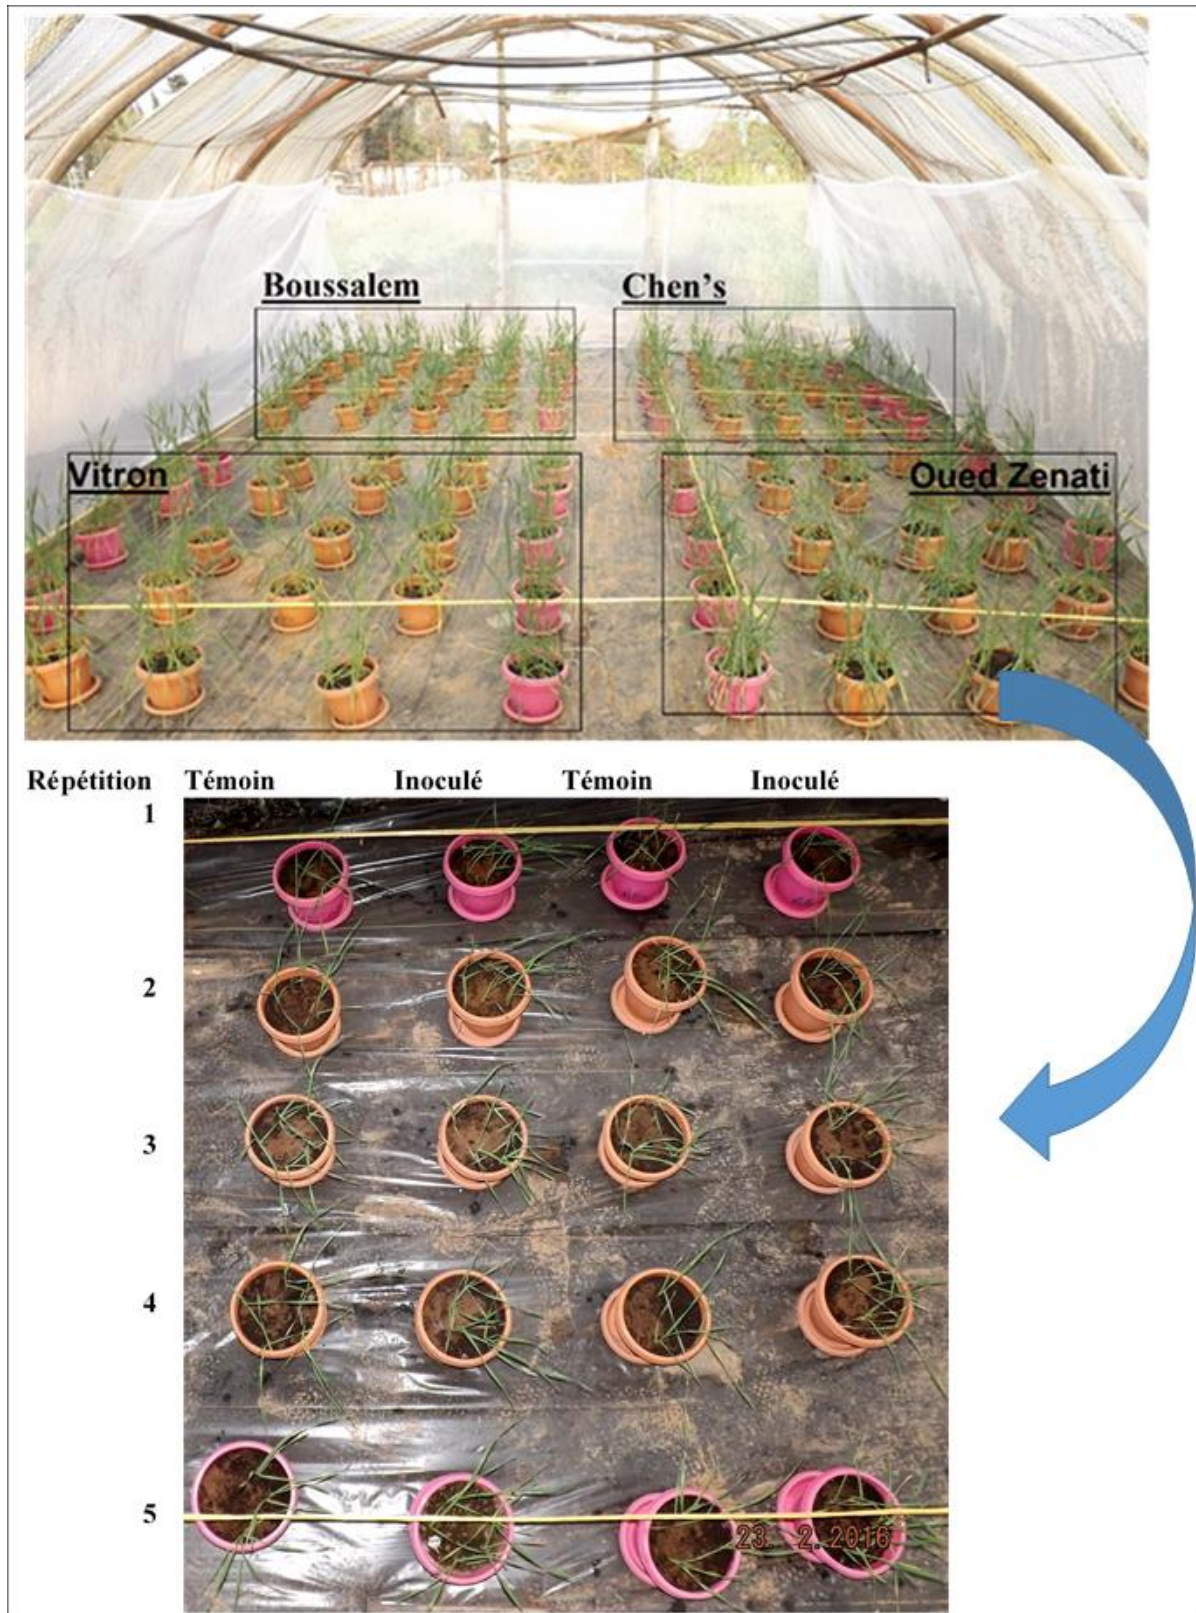 Boussalem Chen's
Vitron Oued Zenati
Répétition Témoin Inoculé Témoin Inoculé
1
2
3
4
5
23. 2.2016